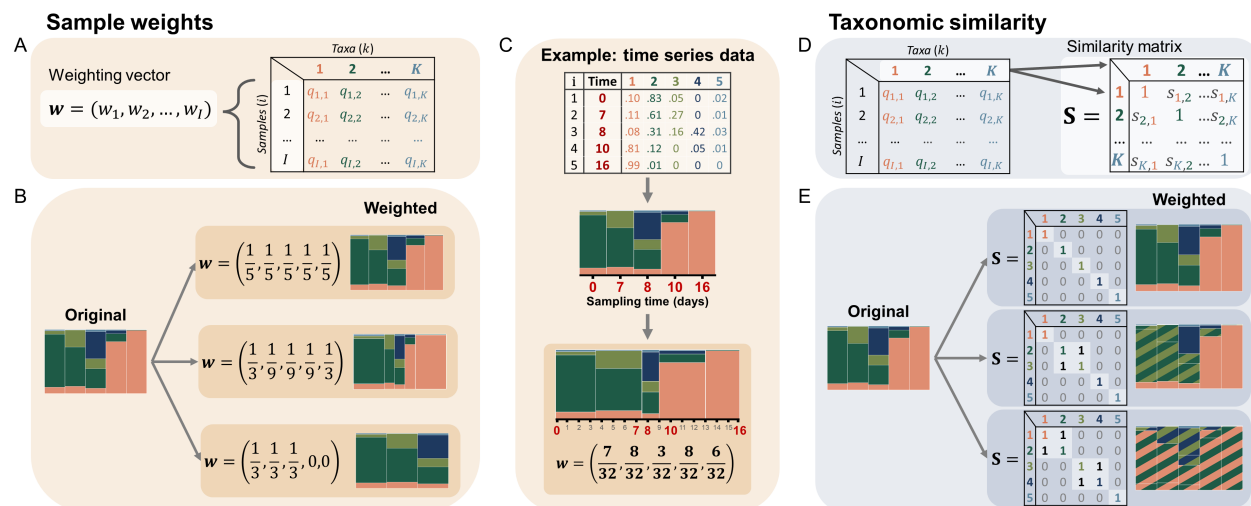 Sample weights
Taxonomic similarity
A
Weighting vector
w = (w₁, w₂, … , w_I)
Taxa (k)
Samples (i)
1 2 … K
1 q₁,₁ q₁,₂ … q₁,K
2 q₂,₁ q₂,₂ … q₂,K
… … … … …
I q_I,₁ q_I,₂ … q_I,K
B
Original
Weighted
w = (1/5, 1/5, 1/5, 1/5, 1/5)
w = (1/3, 1/9, 1/9, 1/9, 1/3)
w = (1/3, 1/3, 1/3, 0,0)
C
Example: time series data
i Time 1 2 3 4 5
1 0 .10 .83 .05 0 .02
2 7 .11 .61 .27 0 .01
3 8 .08 .31 .16 .42 .03
4 10 .81 .12 0 .05 .01
5 16 .99 .01 0 0 0
0 7 8 10 16
Sampling time (days)
0 1 2 3 4 5 6 7 8 9 10 11 12 13 14 15 16
w = (7/32, 8/32, 3/32, 8/32, 6/32)
D
Taxa (k)
Samples (i)
1 2 … K
1 q₁,₁ q₁,₂ … q₁,K
2 q₂,₁ q₂,₂ … q₂,K
… … … … …
I q_I,₁ q_I,₂ … q_I,K
Similarity matrix
S =
1 2 … K
1 1 s₁,₂ …s₁,K
2 s₂,₁ 1 …s₂,K
… … … … …
K s_K,₁ s_K,₂ … 1
E
Original
Weighted
S =
1 2 3 4 5
1 1 0 0 0 0
2 0 1 0 0 0
3 0 0 1 0 0
4 0 0 0 1 0
5 0 0 0 0 1
S =
1 2 3 4 5
1 1 0 0 0 0
2 0 1 1 0 0
3 0 1 1 0 0
4 0 0 0 1 0
5 0 0 0 0 1
S =
1 2 3 4 5
1 1 1 0 0 0
2 1 1 0 0 0
3 0 0 1 1 0
4 0 0 1 1 0
5 0 0 0 0 1